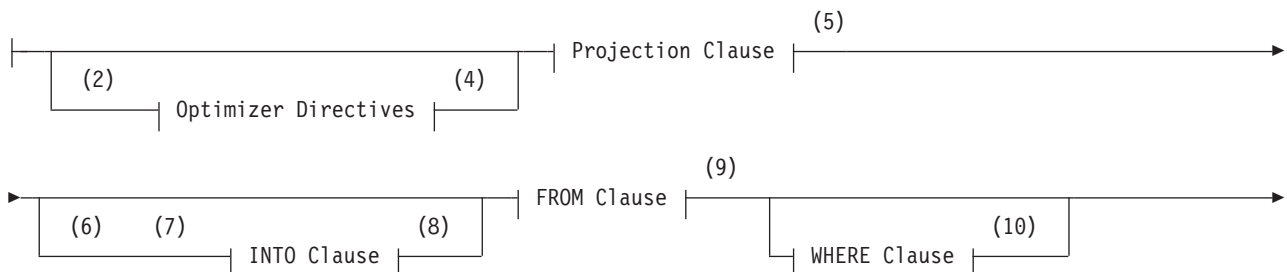 (5)
Projection Clause
(2) (4)
Optimizer Directives
(9)
FROM Clause
(6) (7) (8) (10)
INTO Clause WHERE Clause